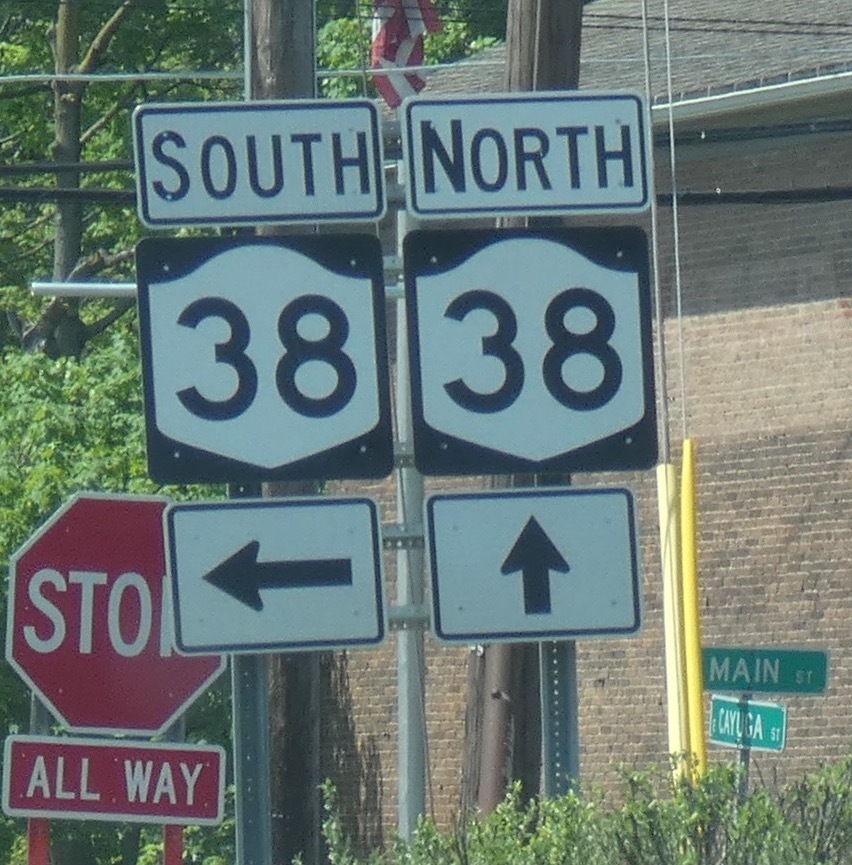 SOUTH
NORTH
38
38
STO
ALL WAY
MAIN ST
E CAYUGA ST